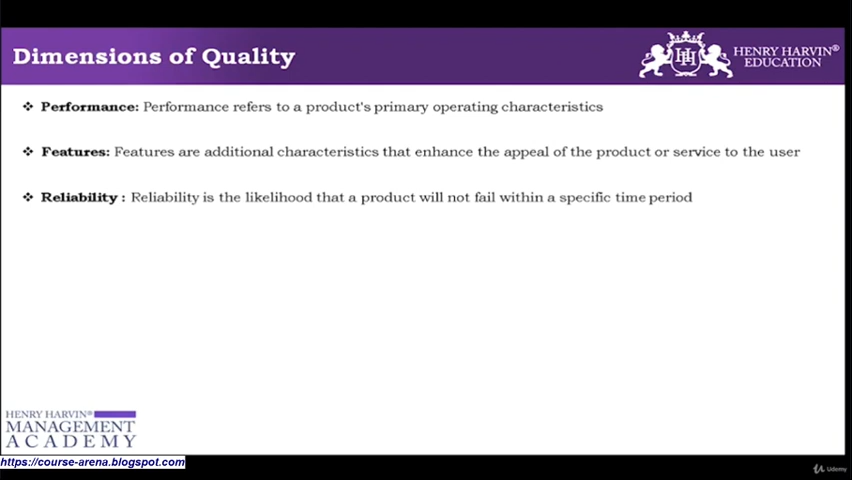 Dimensions of Quality
HENRY HARVIN®
EDUCATION
❖ Performance: Performance refers to a product's primary operating characteristics
❖ Features: Features are additional characteristics that enhance the appeal of the product or service to the user
❖ Reliability : Reliability is the likelihood that a product will not fail within a specific time period
HENRY HARVIN®
MANAGEMENT
ACADEMY
https://course-arena.blogspot.com
Udemy